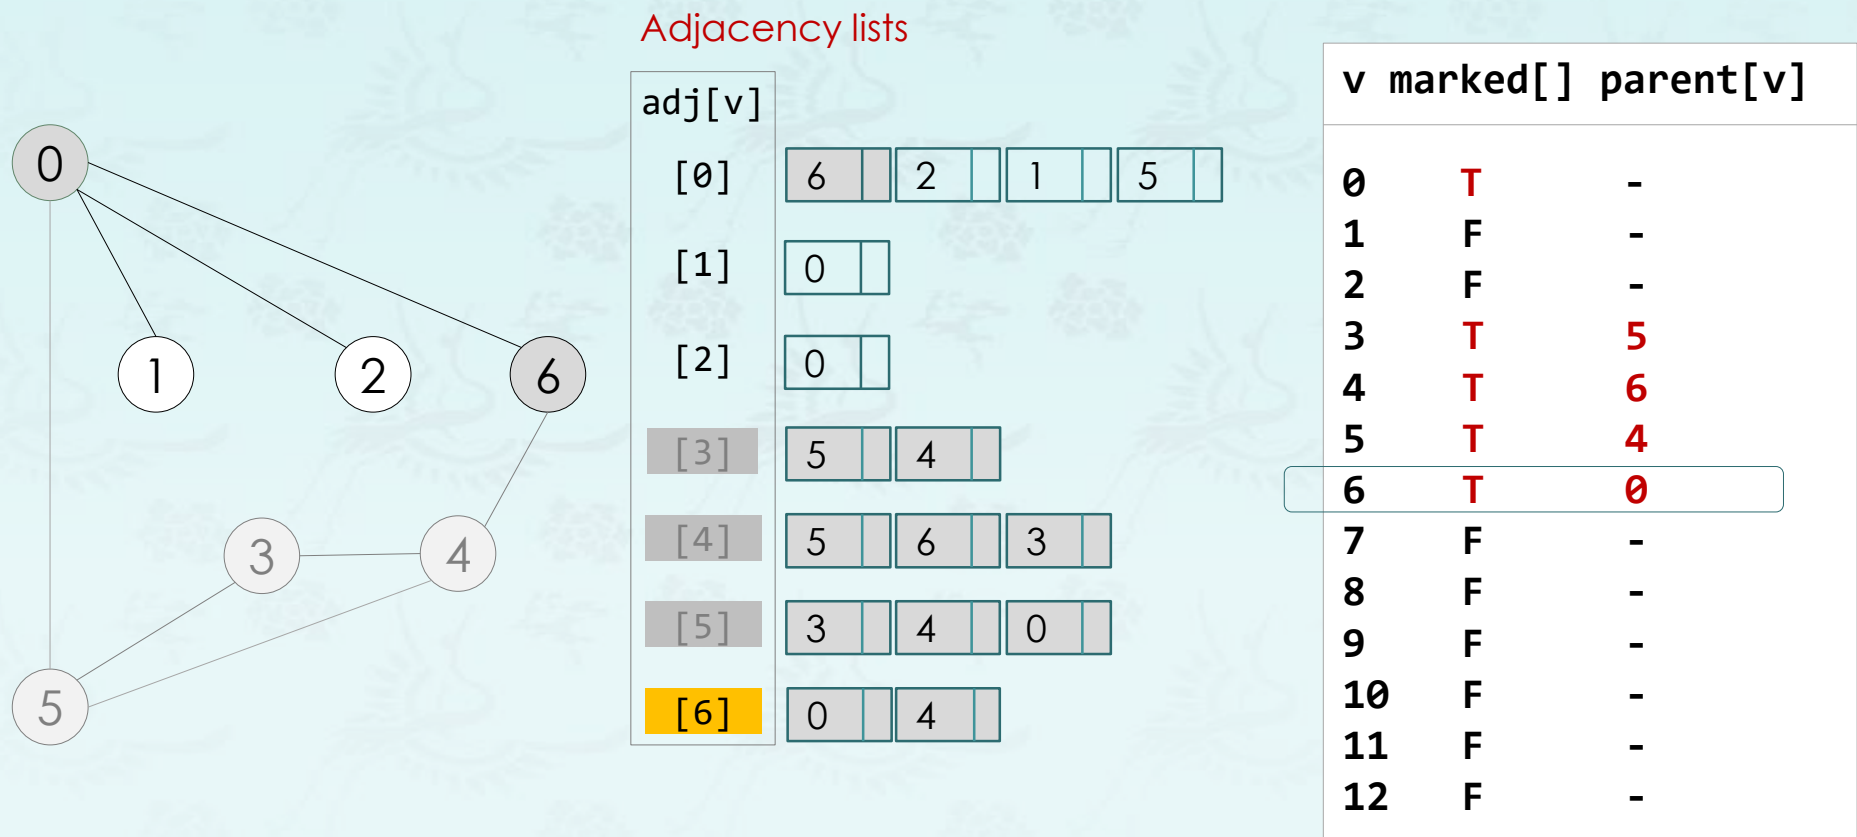 Adjacency lists
adj[v]
[0] 6 2 1 5
[1] 0
[2] 0
[3] 5 4
[4] 5 6 3
[5] 3 4 0
[6] 0 4
0
1 2 6
3 4
5
v marked[] parent[v]
0 T -
1 F -
2 F -
3 T 5
4 T 6
5 T 4
6 T 0
7 F -
8 F -
9 F -
10 F -
11 F -
12 F -